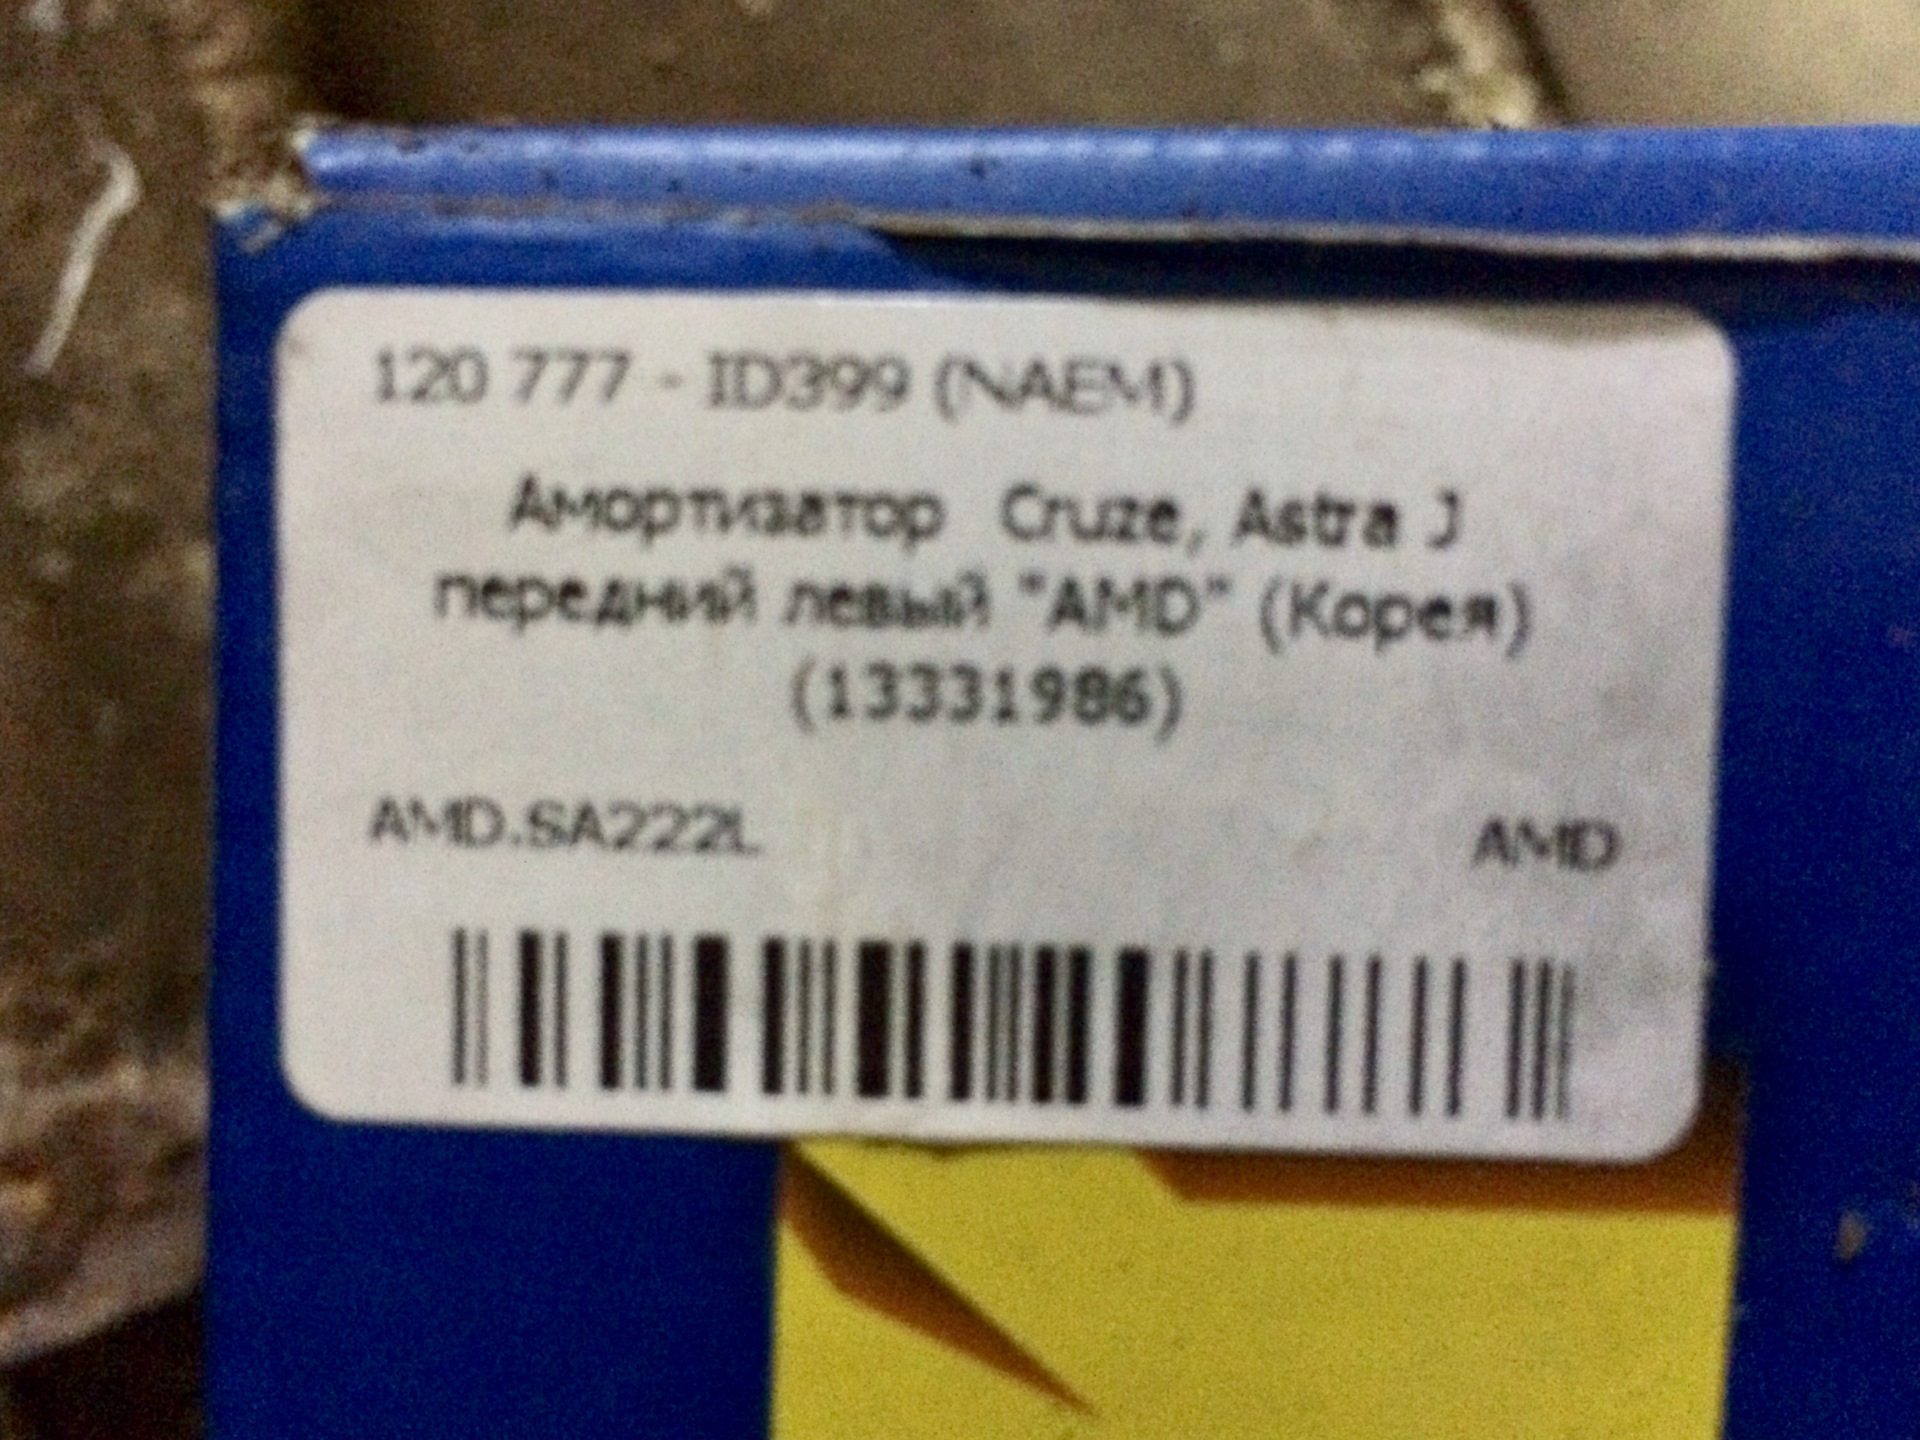 120 777 - ID399 (NAEM)
Амортизатор Cruze, Astra J
передний левый "AMD" (Корея)
(13331986)
AMD.SA222L AMD